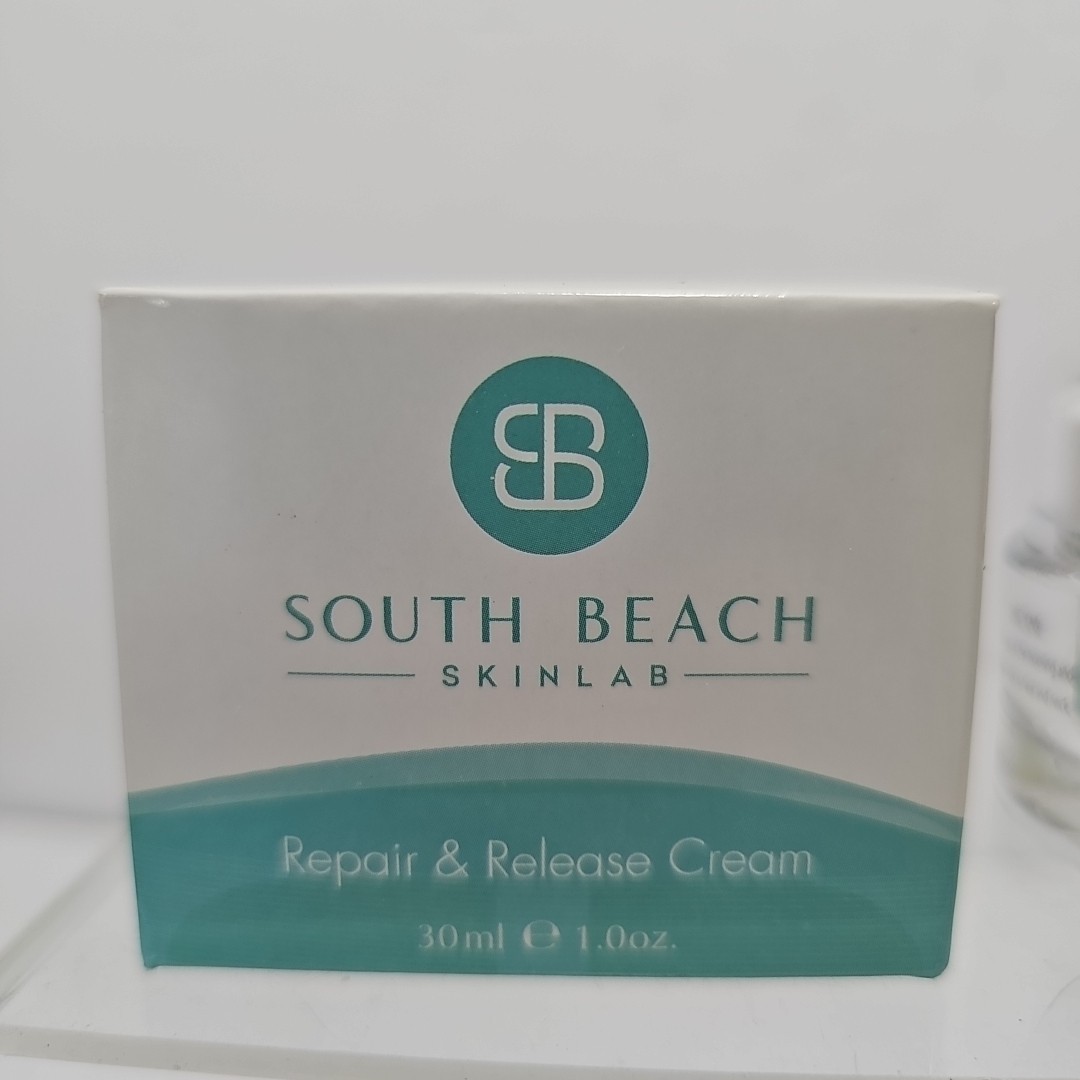 SB
SOUTH BEACH
SKINLAB
Repair & Release Cream
30ml ℮ 1.0oz.